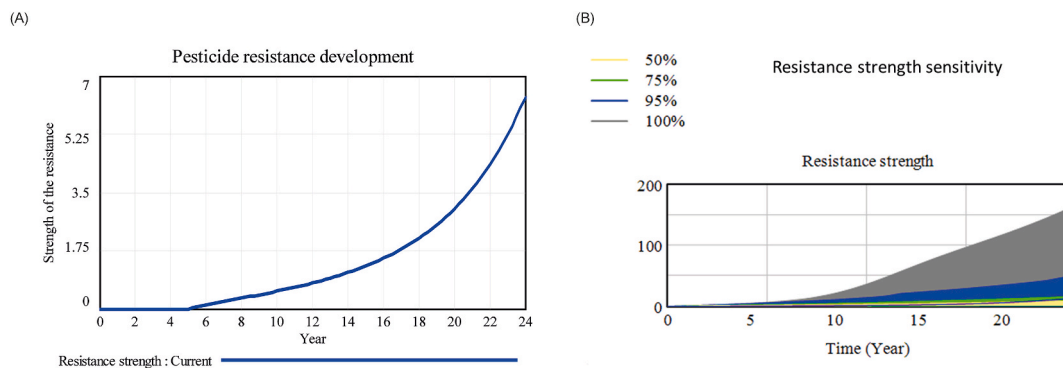 (A)
Pesticide resistance development
Strength of the resistance
7
5.25
3.5
1.75
0
0 2 4 6 8 10 12 14 16 18 20 22 24
Year
Resistance strength : Current
(B)
50%
75%
95%
100%
Resistance strength sensitivity
Resistance strength
200
100
0
0 5 10 15 20
Time (Year)